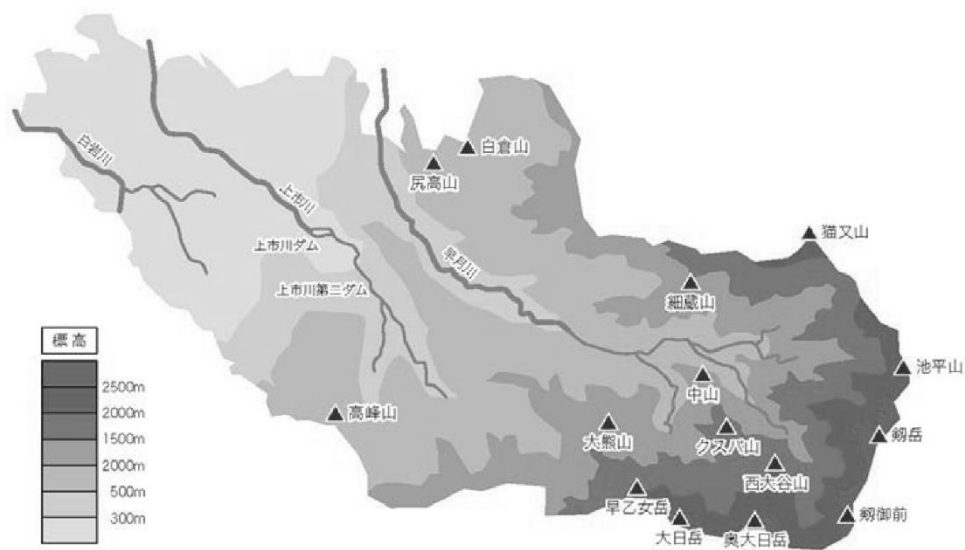 白倉山
尻高山
白岩川
上市川
猫又山
上市川ダム
早月川
上市川第二ダム
細蔵山
標高
2500m
2000m
1500m
2000m
500m
300m
池平山
中山
高峰山
大熊山
クズバ山
剱岳
西大谷山
早乙女岳
大日岳
奥大日岳
剱御前